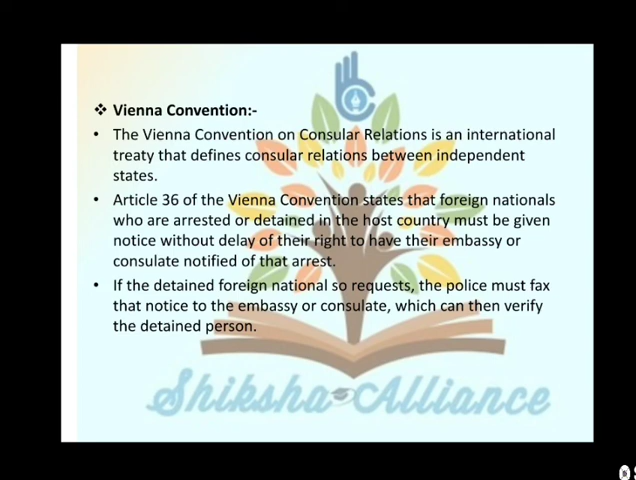 ❖ Vienna Convention:-
• The Vienna Convention on Consular Relations is an international
treaty that defines consular relations between independent
states.
• Article 36 of the Vienna Convention states that foreign nationals
who are arrested or detained in the host country must be given
notice without delay of their right to have their embassy or
consulate notified of that arrest.
• If the detained foreign national so requests, the police must fax
that notice to the embassy or consulate, which can then verify
the detained person.
Shiksha Alliance